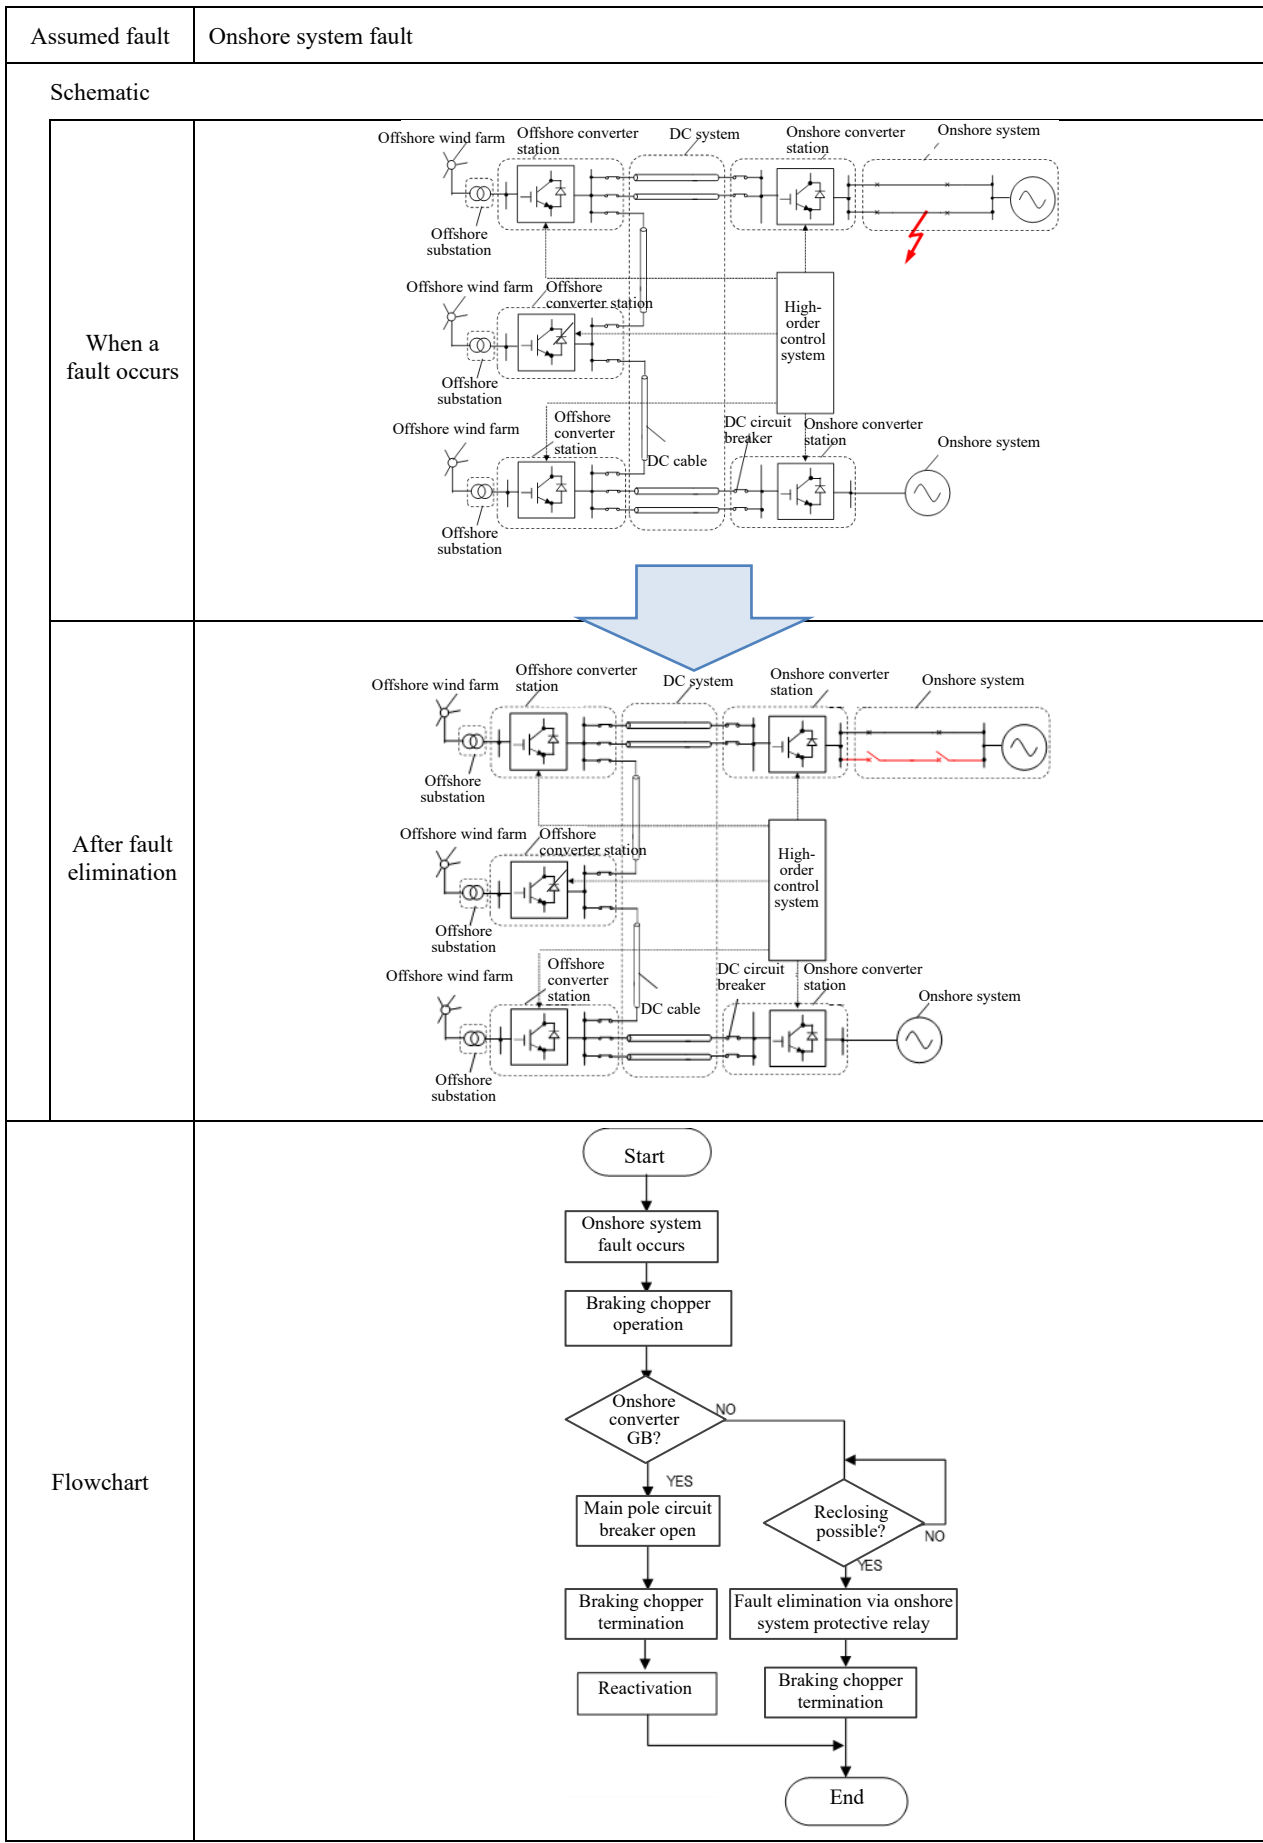 Assumed fault
Onshore system fault
Schematic
When a
fault occurs
Offshore wind farm
Offshore converter
station
DC system
Onshore converter
station
Onshore system
Offshore
substation
Offshore wind farm
Offshore
converter station
High-
order
control
system
Offshore
substation
Offshore wind farm
Offshore
converter
station
DC cable
DC circuit
breaker
Onshore converter
station
Onshore system
Offshore
substation
After fault
elimination
Offshore wind farm
Offshore converter
station
DC system
Onshore converter
station
Onshore system
Offshore
substation
Offshore wind farm
Offshore
converter station
High-
order
control
system
Offshore
substation
Offshore wind farm
Offshore
converter
station
DC cable
DC circuit
breaker
Onshore converter
station
Onshore system
Offshore
substation
Flowchart
Start
Onshore system
fault occurs
Braking chopper
operation
Onshore
converter
GB?
NO
YES
Main pole circuit
breaker open
Reclosing
possible?
NO
YES
Braking chopper
termination
Fault elimination via onshore
system protective relay
Reactivation
Braking chopper
termination
End